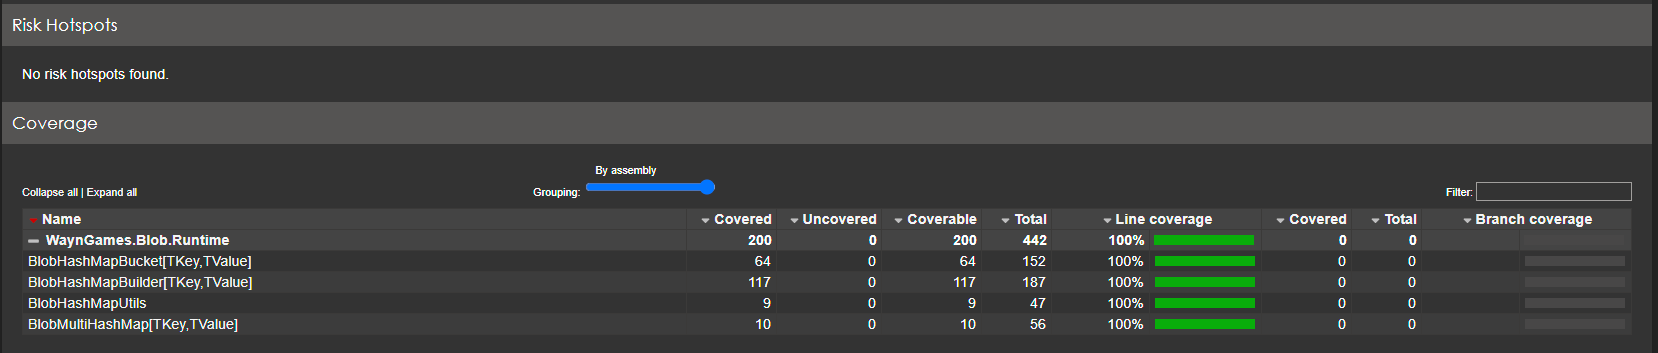 Risk Hotspots
No risk hotspots found.
Coverage
By assembly
Collapse all | Expand all Grouping: Filter:
Name Covered Uncovered Coverable Total Line coverage Covered Total Branch coverage
WaynGames.Blob.Runtime 200 0 200 442 100% 0 0
BlobHashMapBucket[TKey,TValue] 64 0 64 152 100% 0 0
BlobHashMapBuilder[TKey,TValue] 117 0 117 187 100% 0 0
BlobHashMapUtils 9 0 9 47 100% 0 0
BlobMultiHashMap[TKey,TValue] 10 0 10 56 100% 0 0